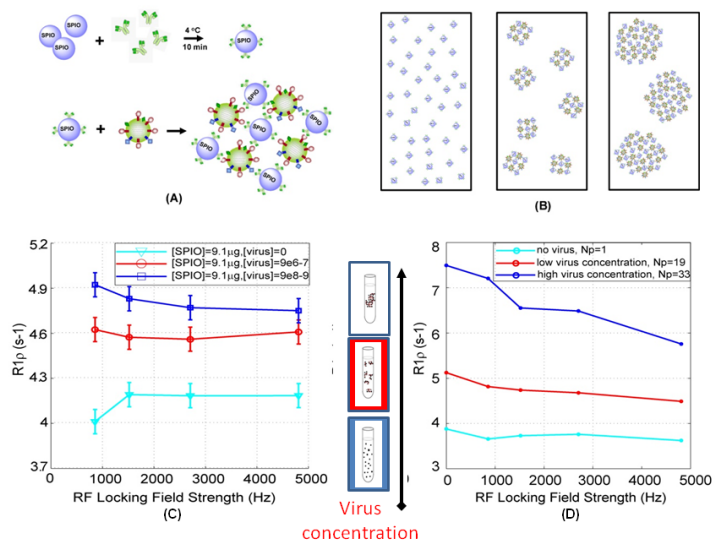 SPIO
SPIO
SPIO
+
4 °C
10 min
SPIO
SPIO
+
SPIO
SPIO
SPIO
SPIO
SPIO
SPIO
(A)
(B)
5.2
4.9
4.6
4.3
4
3.7
R1ρ (s-1)
[SPIO]=9.1µg,[virus]=0
[SPIO]=9.1µg,[virus]=9e6-7
[SPIO]=9.1µg,[virus]=9e8-9
0 1000 2000 3000 4000 5000
RF Locking Field Strength (Hz)
(C)
Virus
concentration
8
7
6
5
4
3
R1ρ (s-1)
no virus, Np=1
low virus concentration, Np=19
high virus concentration, Np=33
0 1000 2000 3000 4000 5000
RF Locking Field Strength (Hz)
(D)